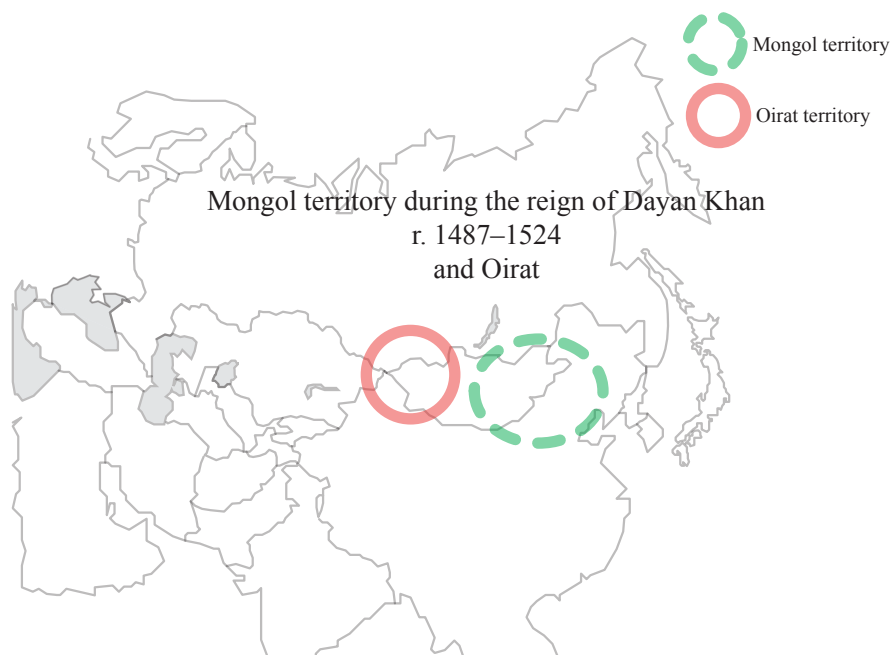 Mongol territory
Oirat territory
Mongol territory during the reign of Dayan Khan
r. 1487–1524
and Oirat